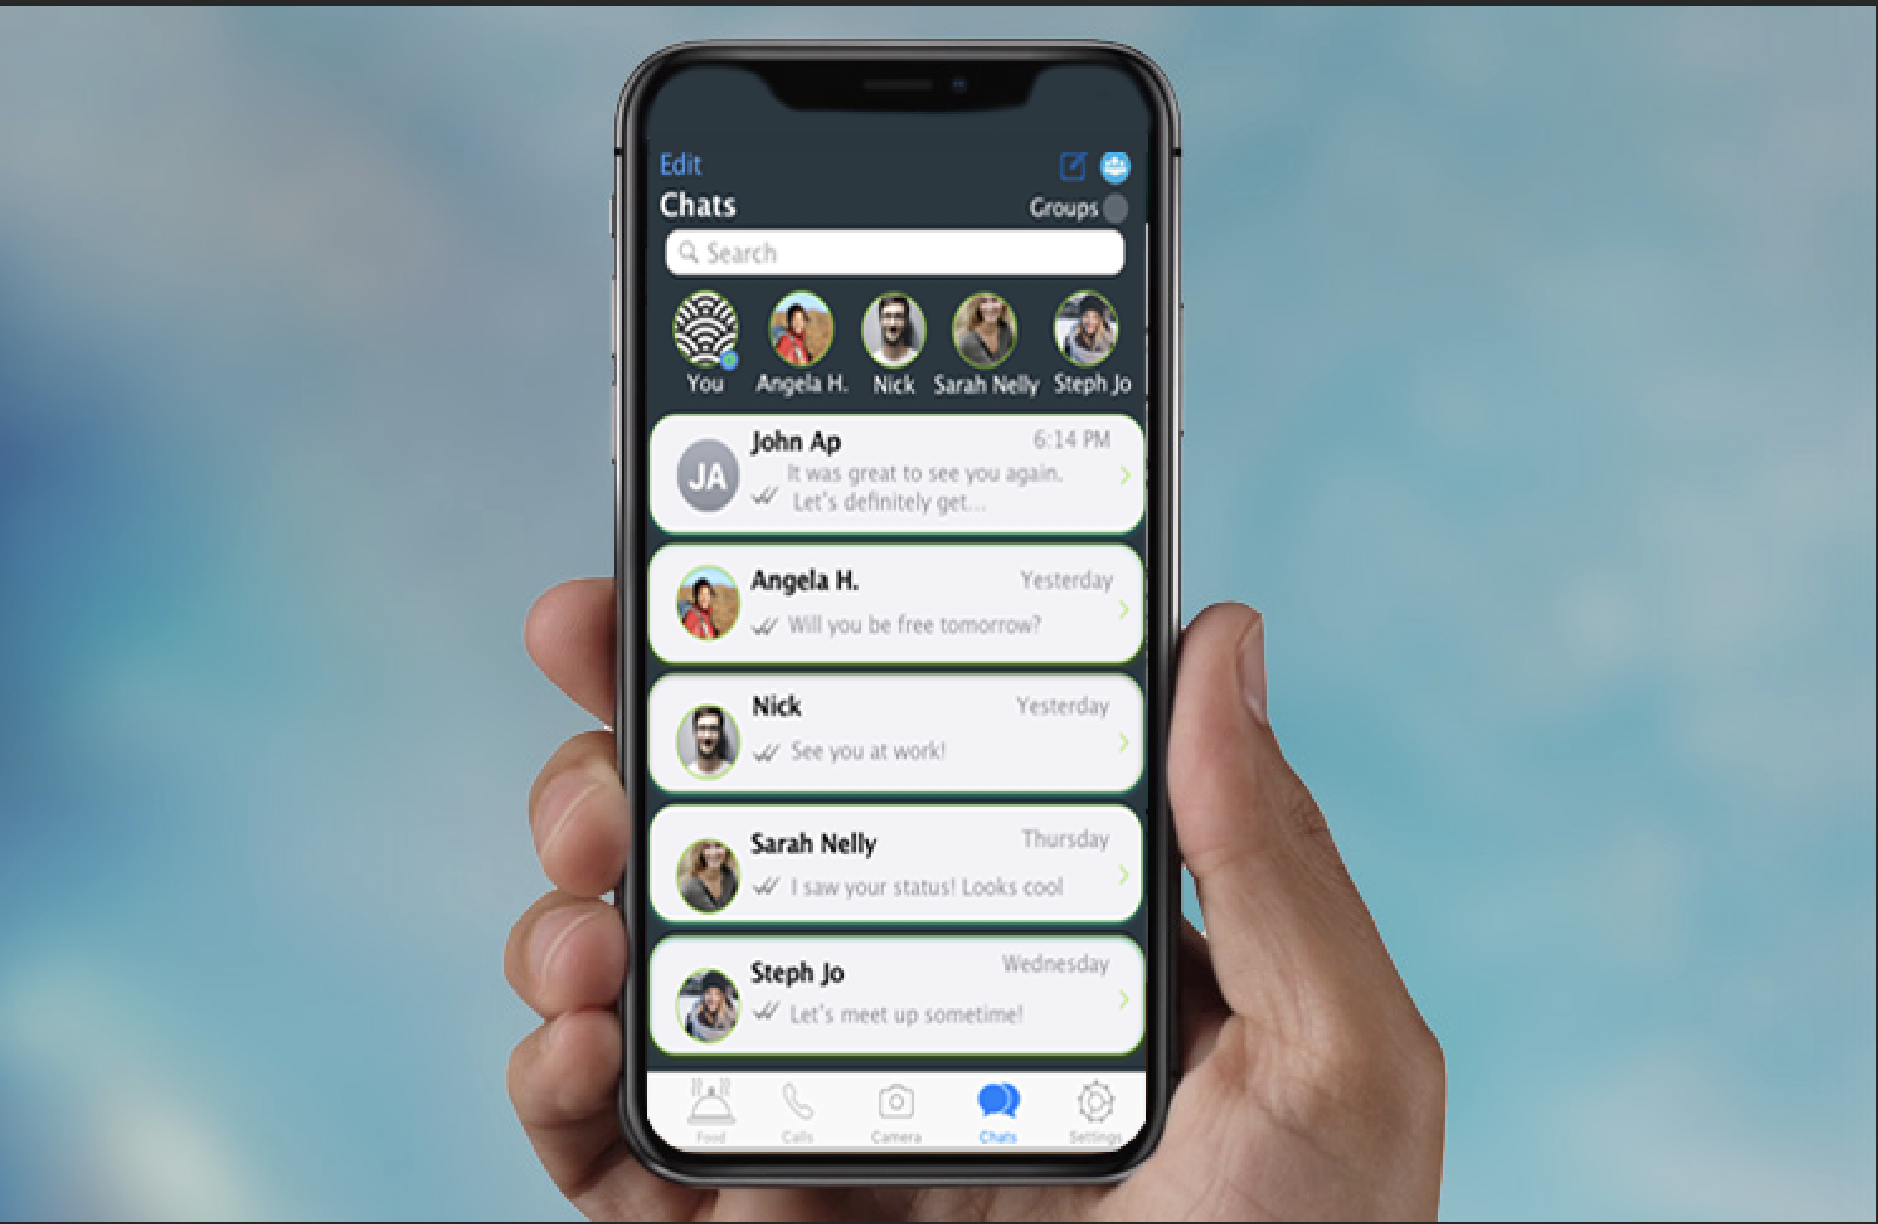 Edit
Chats
Groups
Search
You Angela H. Nick Sarah Nelly Steph Jo
John Ap 6:14 PM
It was great to see you again.
Let's definitely get...
JA
Angela H. Yesterday
Will you be free tomorrow?
Nick Yesterday
See you at work!
Sarah Nelly Thursday
I saw your status! Looks cool
Steph Jo Wednesday
Let's meet up sometime!
Food Calls Camera Chats Settings